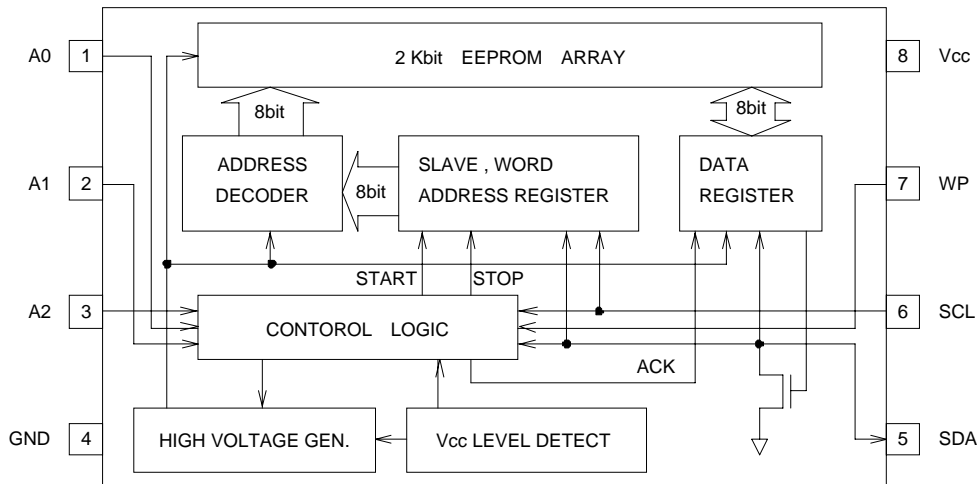 2 Kbit EEPROM ARRAY
A0 1
8 Vcc
8bit
8bit
ADDRESS
DECODER
SLAVE , WORD
ADDRESS REGISTER
DATA
REGISTER
A1 2
7 WP
8bit
START
STOP
A2 3
6 SCL
CONTOROL LOGIC
ACK
GND 4
HIGH VOLTAGE GEN.
Vcc LEVEL DETECT
5 SDA